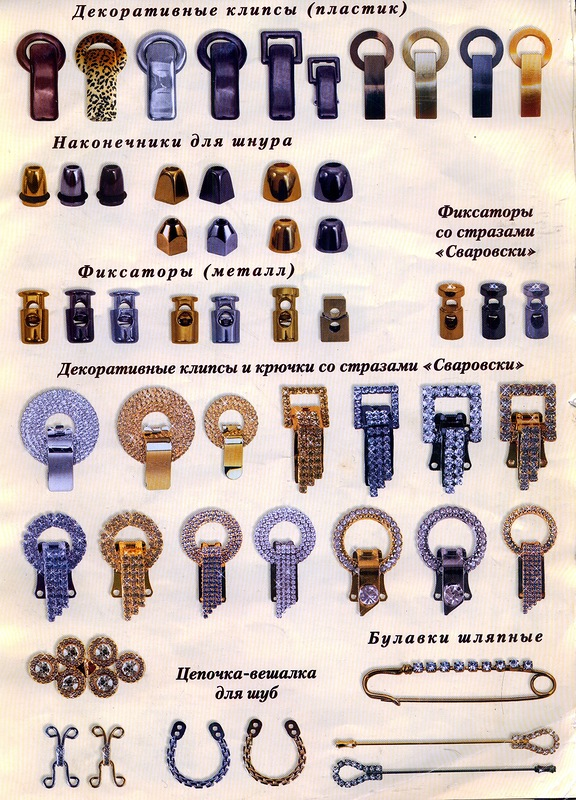 Декоративные клипсы (пластик)
Наконечники для шнура
Фиксаторы
со стразами
«Сваровски»
Фиксаторы (металл)
Декоративные клипсы и крючки со стразами «Сваровски»
Булавки шляпные
Цепочка-вешалка
для шуб